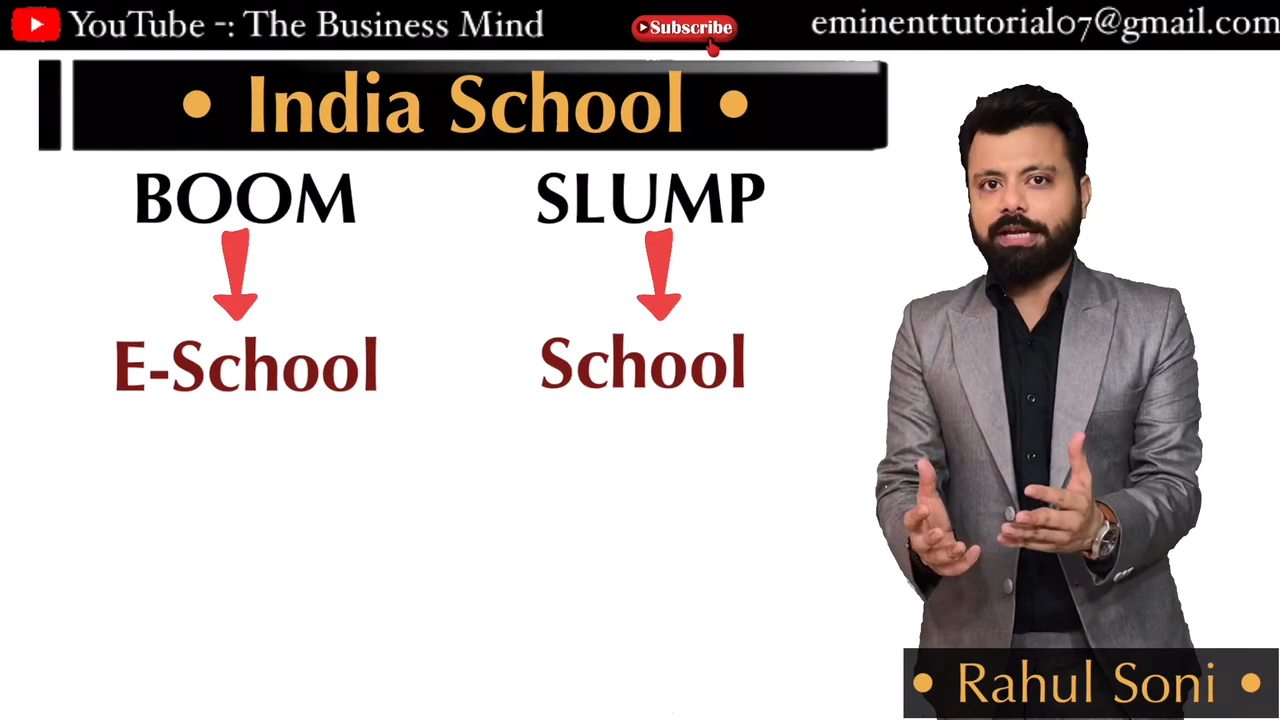 YouTube -: The Business Mind
Subscribe
eminenttutorial07@gmail.com
• India School •
BOOM
SLUMP
E-School
School
• Rahul Soni •